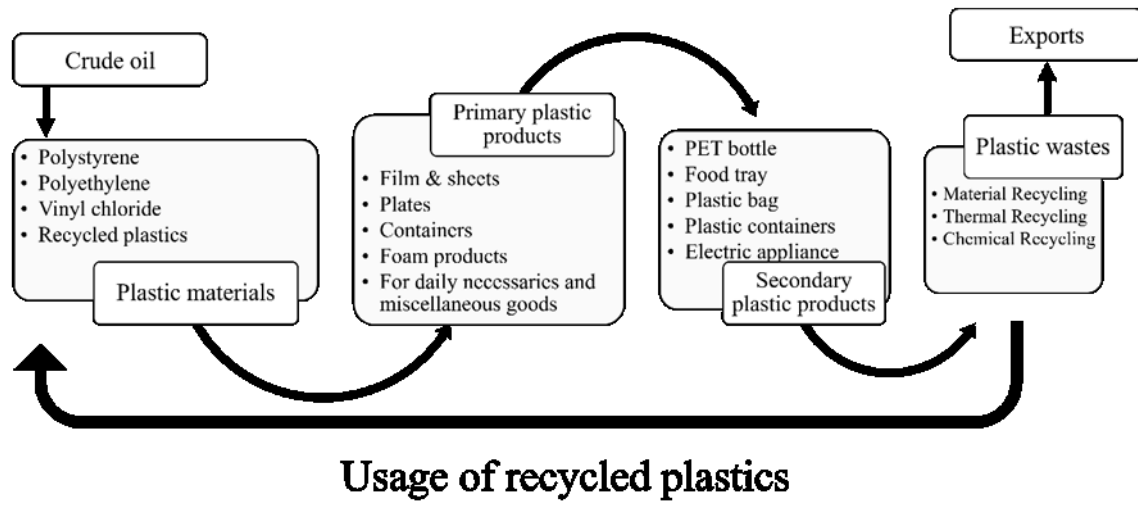 Crude oil
• Polystyrene
• Polyethylene
• Vinyl chloride
• Recycled plastics
Plastic materials
Primary plastic
products
• Film & sheets
• Plates
• Containers
• Foam products
• For daily necessaries and
miscellaneous goods
• PET bottle
• Food tray
• Plastic bag
• Plastic containers
• Electric appliance
Secondary
plastic products
Exports
Plastic wastes
• Material Recycling
• Thermal Recycling
• Chemical Recycling
Usage of recycled plastics